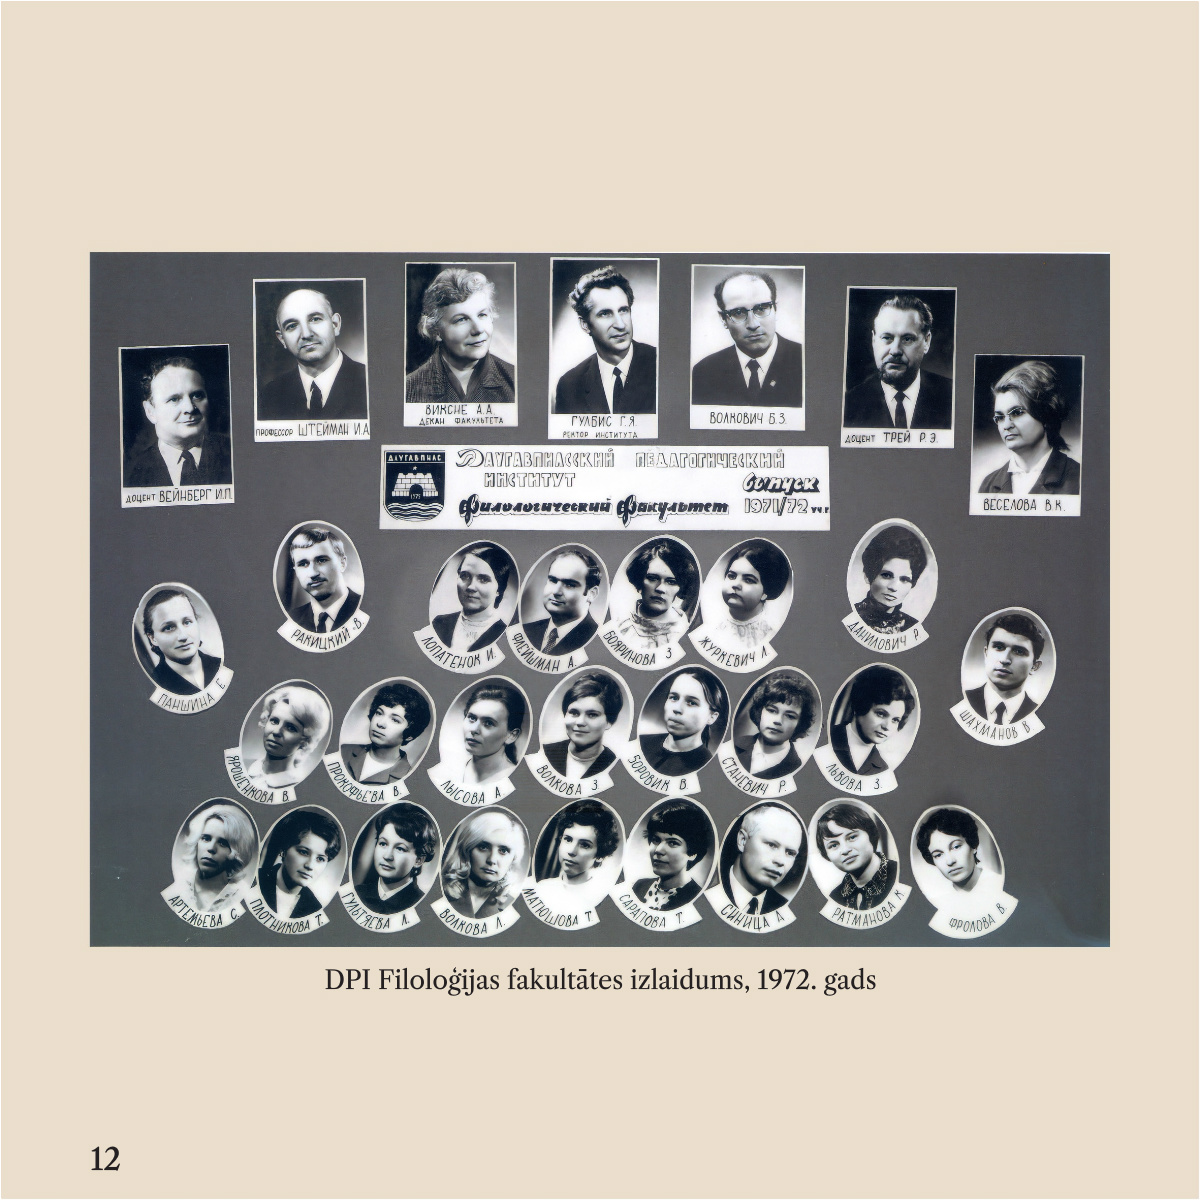 ВИКСНЕ А.А.
ДЕКАН ФАКУЛЬТЕТА
ГУЛБИС Г.Я.
РЕКТОР ИНСТИТУТА
ВОЛКОВИЧ Б.З.
ПРОФЕССОР ШТЕЙМАН И.А.
ДОЦЕНТ ТРЕЙ Р.Э.
ДОЦЕНТ ВЕЙНБЕРГ И.П.
ВЕСЕЛОВА В.К.
ДАУГАВПИЛС
1775
ДАУГАВПИЛССКИЙ ПЕДАГОГИЧЕСКИЙ
ИНСТИТУТ
выпуск
филологический факультет 1971/72 уч.г.
РАКИЦКИЙ В.
ЛОПАТЕНОК И.
ФЛЕЙШМАН А.
БОЯРИНОВА З.
ЖУРКЕВИЧ Л.
ДАНИЛОВИЧ Р.
ПАНЬШИНА Е.
ШАХМАНОВ В.
ЯРОШЕНКОВА В.
ПРОКОФЬЕВА В.
ЛЫСОВА А.
ВОЛКОВА З.
БОРОВИК В.
СТАНЕВИЧ Р.
ЛЬВОВА З.
АРТЕМЬЕВА С.
ПЛОТНИКОВА Т.
ГУЛЬТЯЕВА Л.
ВОЛКОВА Л.
МАТЮШОВА Т.
САРАПОВА Т.
СИНИЦА Л.
РАТМАНОВА К.
ФРОЛОВА В.
DPI Filoloģijas fakultātes izlaidums, 1972. gads
12